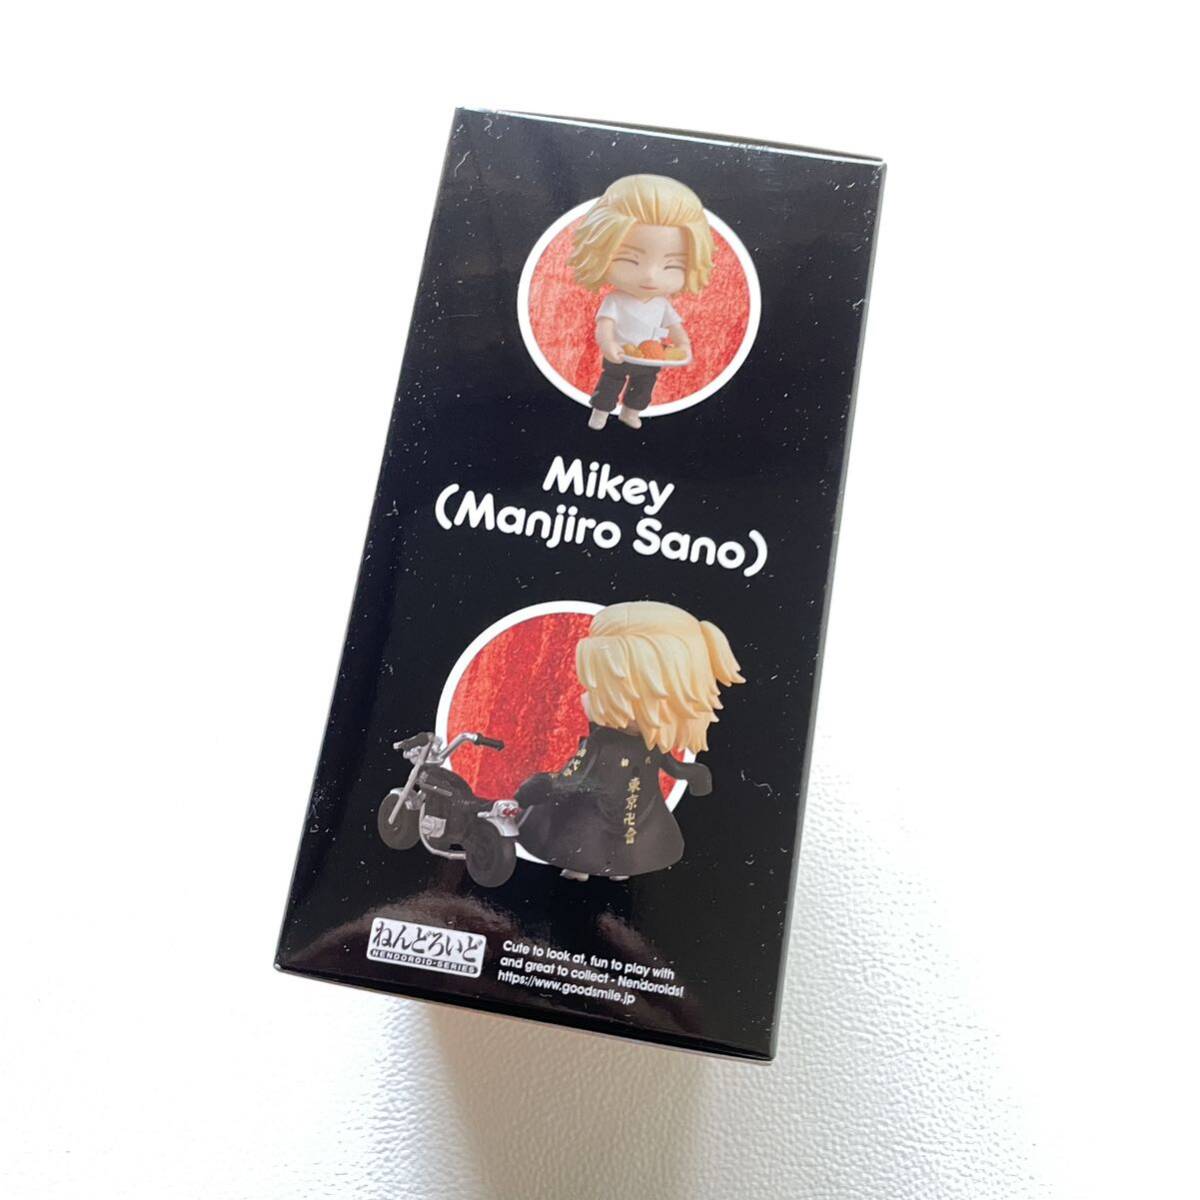 Mikey
(Manjiro Sano)
東京卍會
ねんどろいど
NENDOROID-SERIES
Cute to look at, fun to play with
and great to collect - Nendoroids!
https://www.goodsmile.jp